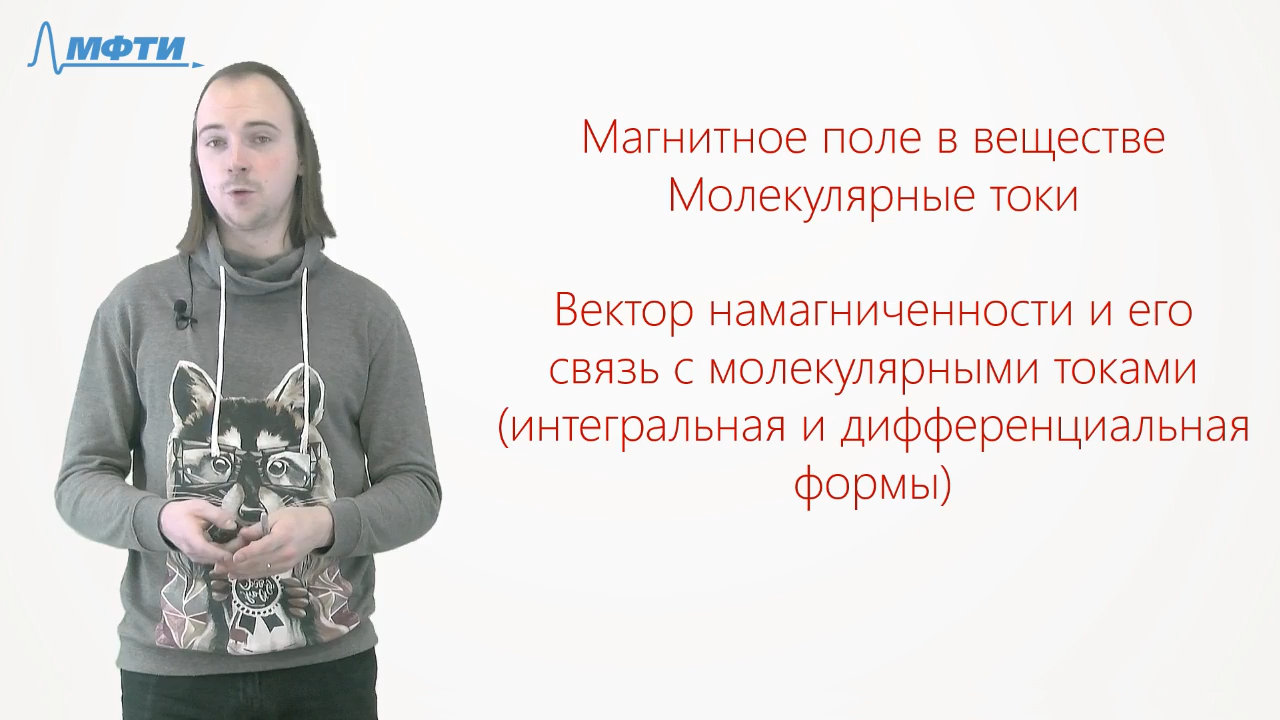 МФТИ
Магнитное поле в веществе
Молекулярные токи
Вектор намагниченности и его
связь с молекулярными токами
(интегральная и дифференциальная
формы)